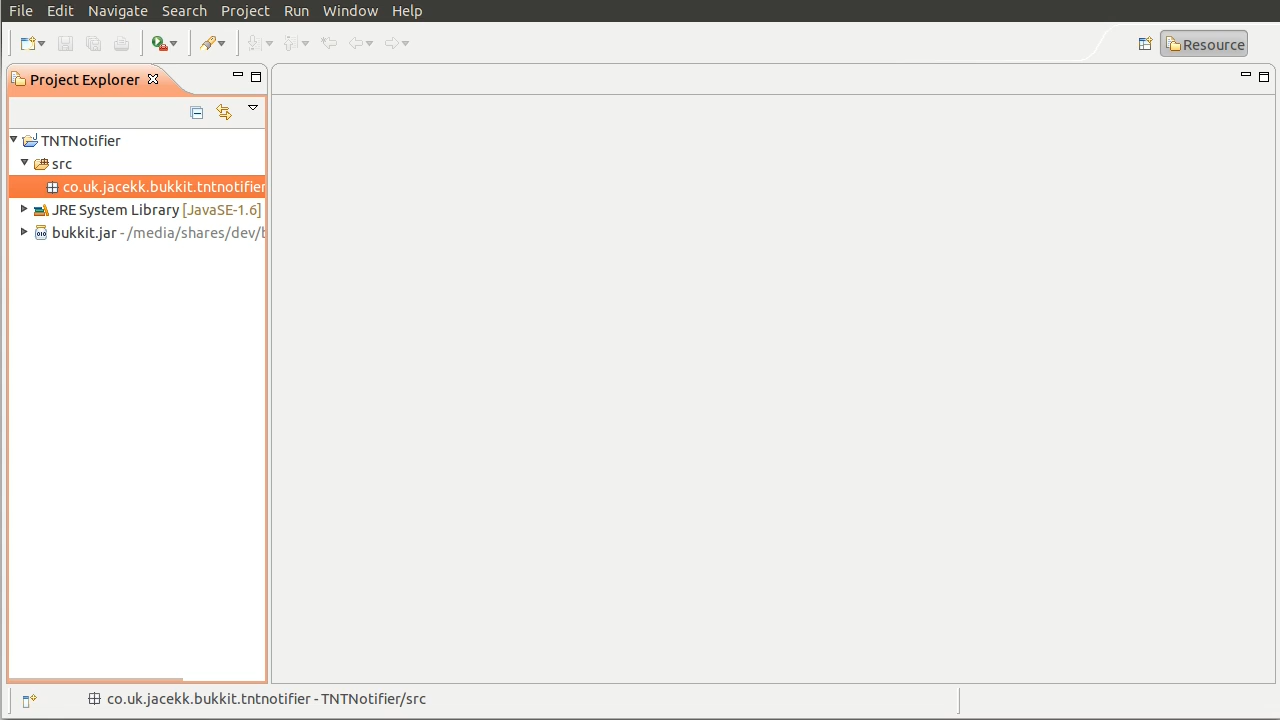 File Edit Navigate Search Project Run Window Help
Resource
Project Explorer
TNTNotifier
src
co.uk.jacekk.bukkit.tntnotifier
JRE System Library [JavaSE-1.6]
bukkit.jar - /media/shares/dev/b
co.uk.jacekk.bukkit.tntnotifier - TNTNotifier/src